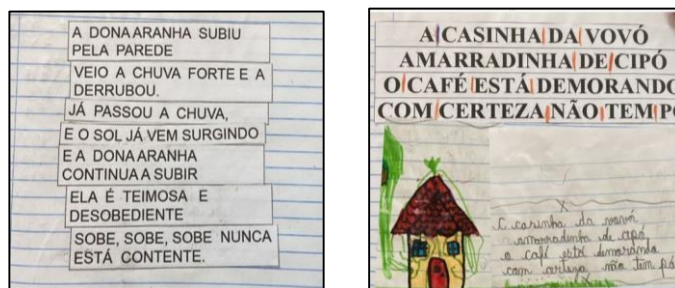 A DONA ARANHA SUBIU
PELA PAREDE
VEIO A CHUVA FORTE E A
DERRUBOU.
JÁ PASSOU A CHUVA,
E O SOL JÁ VEM SURGINDO
E A DONA ARANHA
CONTINUA A SUBIR
ELA É TEIMOSA E
DESOBEDIENTE
SOBE, SOBE, SOBE NUNCA
ESTÁ CONTENTE.
A CASINHA DA VOVÓ
AMARRADINHA DE CIPÓ
O CAFÉ ESTÁ DEMORANDO
COM CERTEZA NÃO TEM PÓ
casinha da vovó
amarradinha de cipó
o café está demorando
com certeza não tem pó